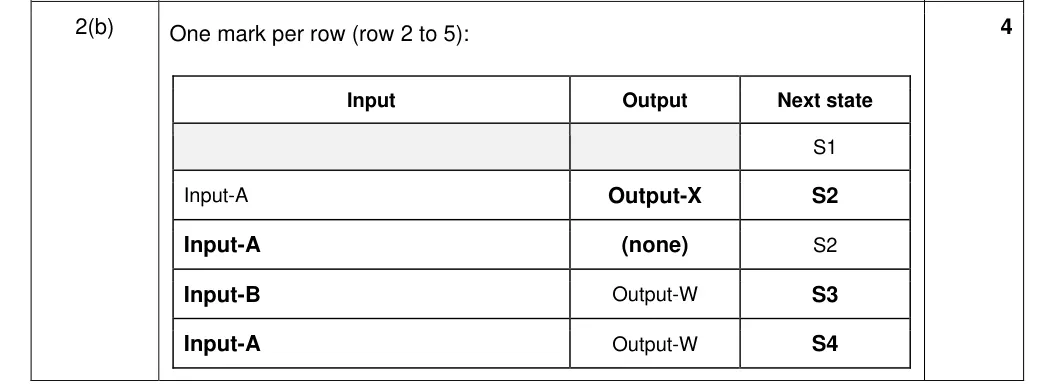 2(b) One mark per row (row 2 to 5): 4
Input Output Next state
S1
Input-A Output-X S2
Input-A (none) S2
Input-B Output-W S3
Input-A Output-W S4